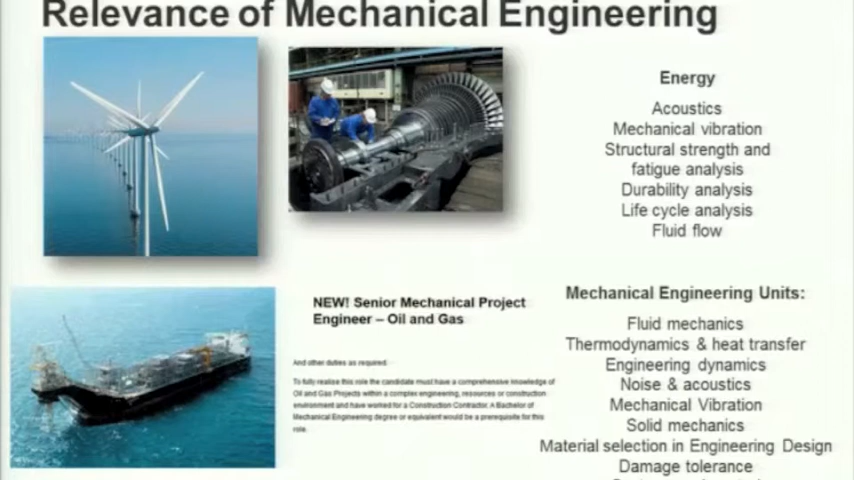 Relevance of Mechanical Engineering
Energy
Acoustics
Mechanical vibration
Structural strength and
fatigue analysis
Durability analysis
Life cycle analysis
Fluid flow
NEW! Senior Mechanical Project
Engineer – Oil and Gas
And other duties as required.
To fully realise this role the candidate must have a comprehensive knowledge of
Oil and Gas Projects within a complex engineering, resources or construction
environment and have worked for a Construction Contractor. A Bachelor of
Mechanical Engineering degree or equivalent would be a prerequisite for this
role.
Mechanical Engineering Units:
Fluid mechanics
Thermodynamics & heat transfer
Engineering dynamics
Noise & acoustics
Mechanical Vibration
Solid mechanics
Material selection in Engineering Design
Damage tolerance